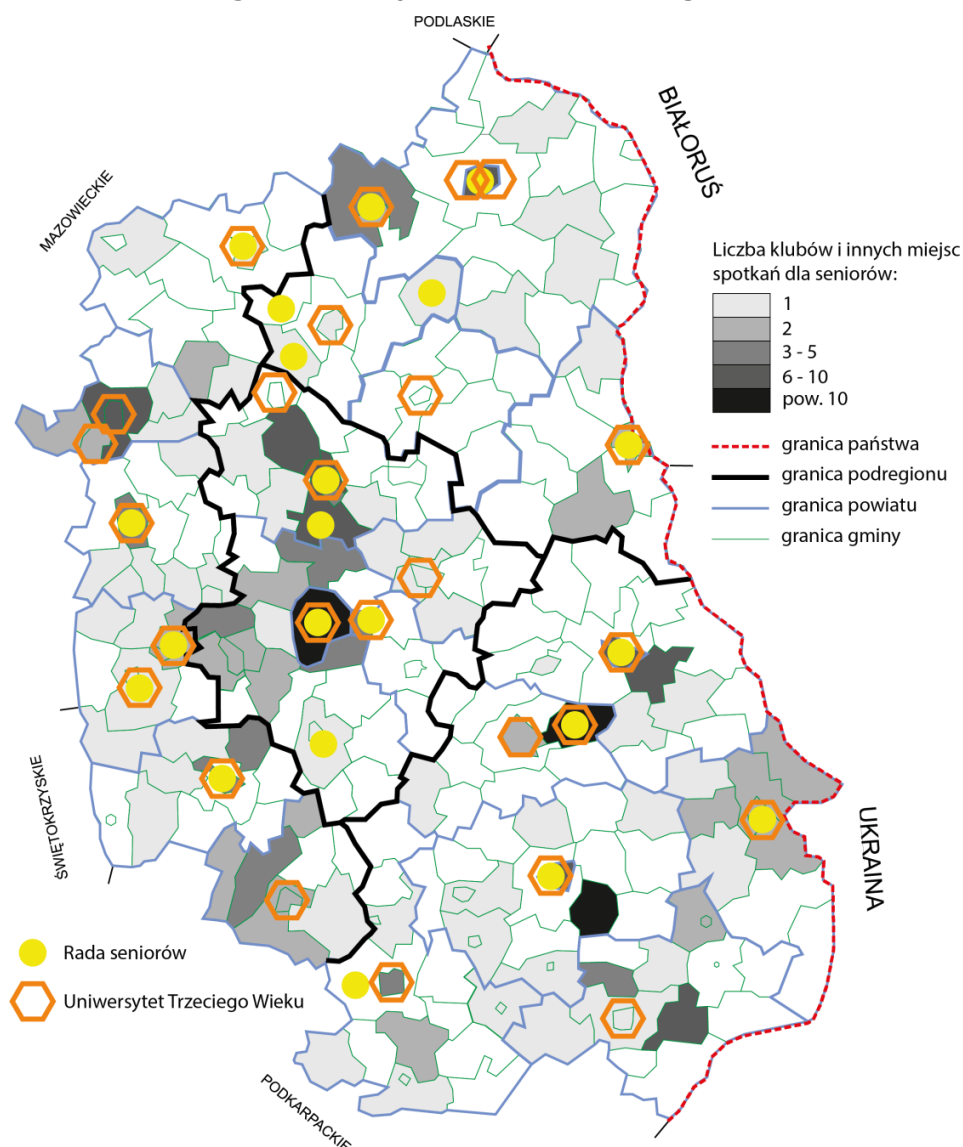 PODLASKIE
BIAŁORUŚ
MAZOWIECKIE
Liczba klubów i innych miejsc
spotkań dla seniorów:
1
2
3 - 5
6 - 10
pow. 10
granica państwa
granica podregionu
granica powiatu
granica gminy
ŚWIĘTOKRZYSKIE
UKRAINA
Rada seniorów
Uniwersytet Trzeciego Wieku
PODKARPACKIE